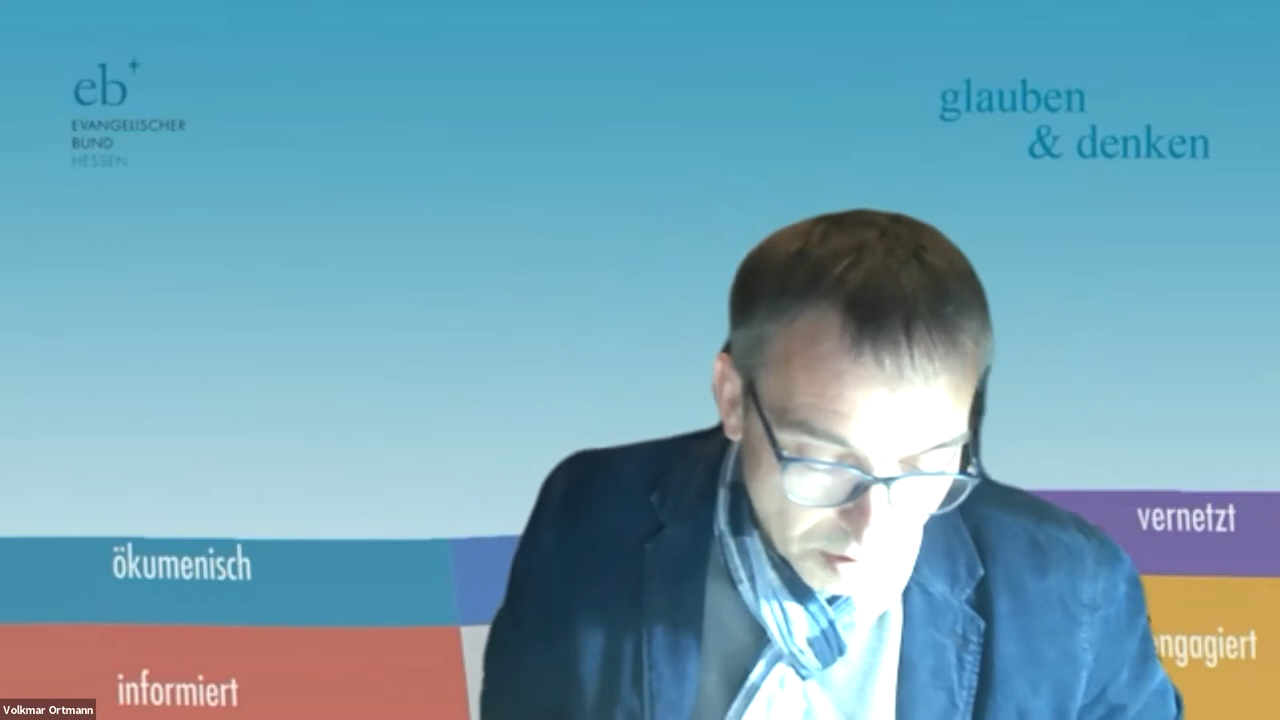 eb+
EVANGELISCHER
BUND
HESSEN
glauben
& denken
ökumenisch
vernetzt
informiert
engagiert
Volkmar Ortmann